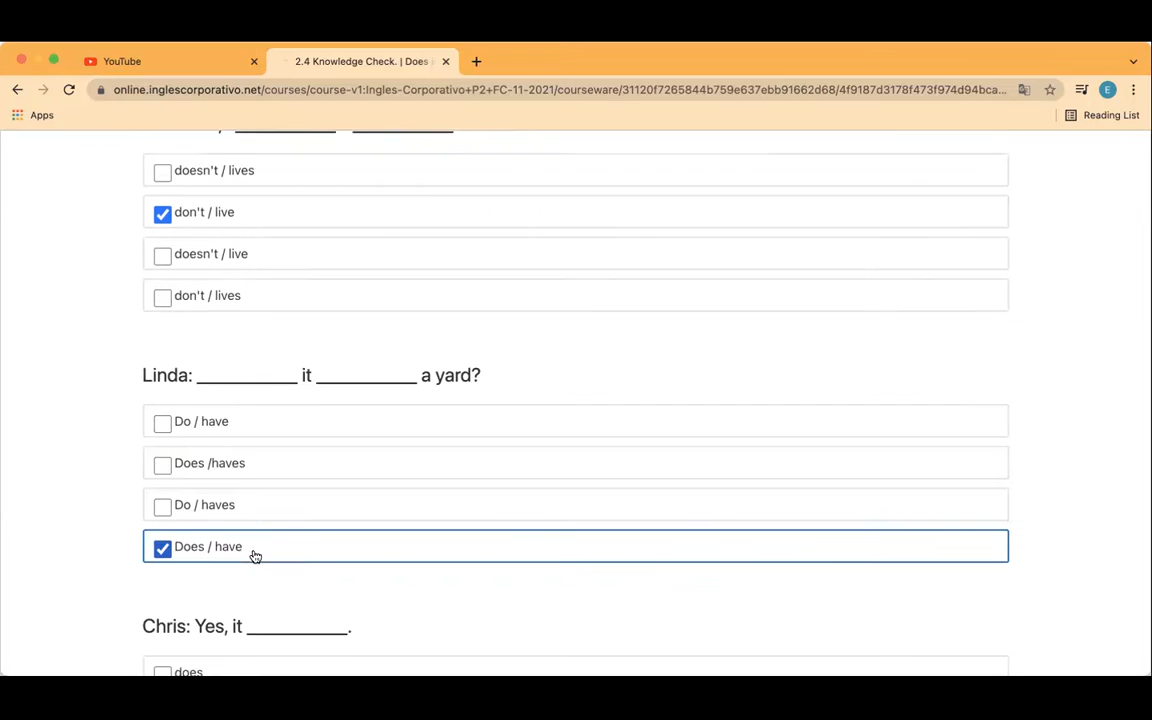 YouTube
2.4 Knowledge Check. | Does
online.inglescorporativo.net/courses/course-v1:Ingles-Corporativo+P2+FC-11-2021/courseware/31120f7265844b759e637ebb91662d68/4f9187d3178f473f974d94bca...
E
Apps
Reading List
doesn't / lives
don't / live
doesn't / live
don't / lives
Linda: ___________ it ___________ a yard?
Do / have
Does /haves
Do / haves
Does / have
Chris: Yes, it ___________.
does